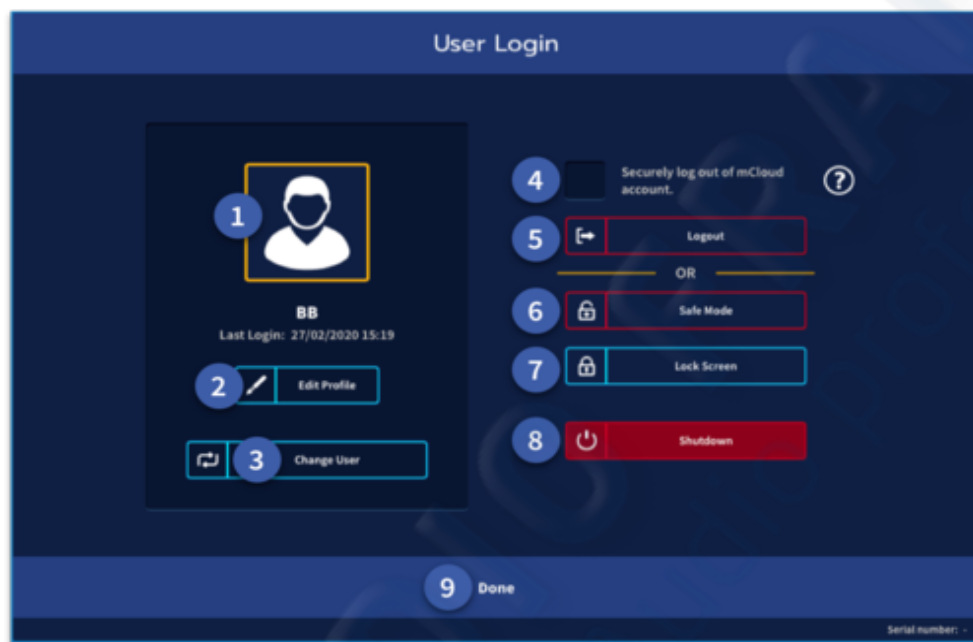 User Login
1
BB
Last Login: 27/02/2020 15:19
2 Edit Profile
3 Change User
4 Securely log out of mCloud
account.
?
5 Logout
OR
6 Safe Mode
7 Lock Screen
8 Shutdown
9 Done
Serial number: -